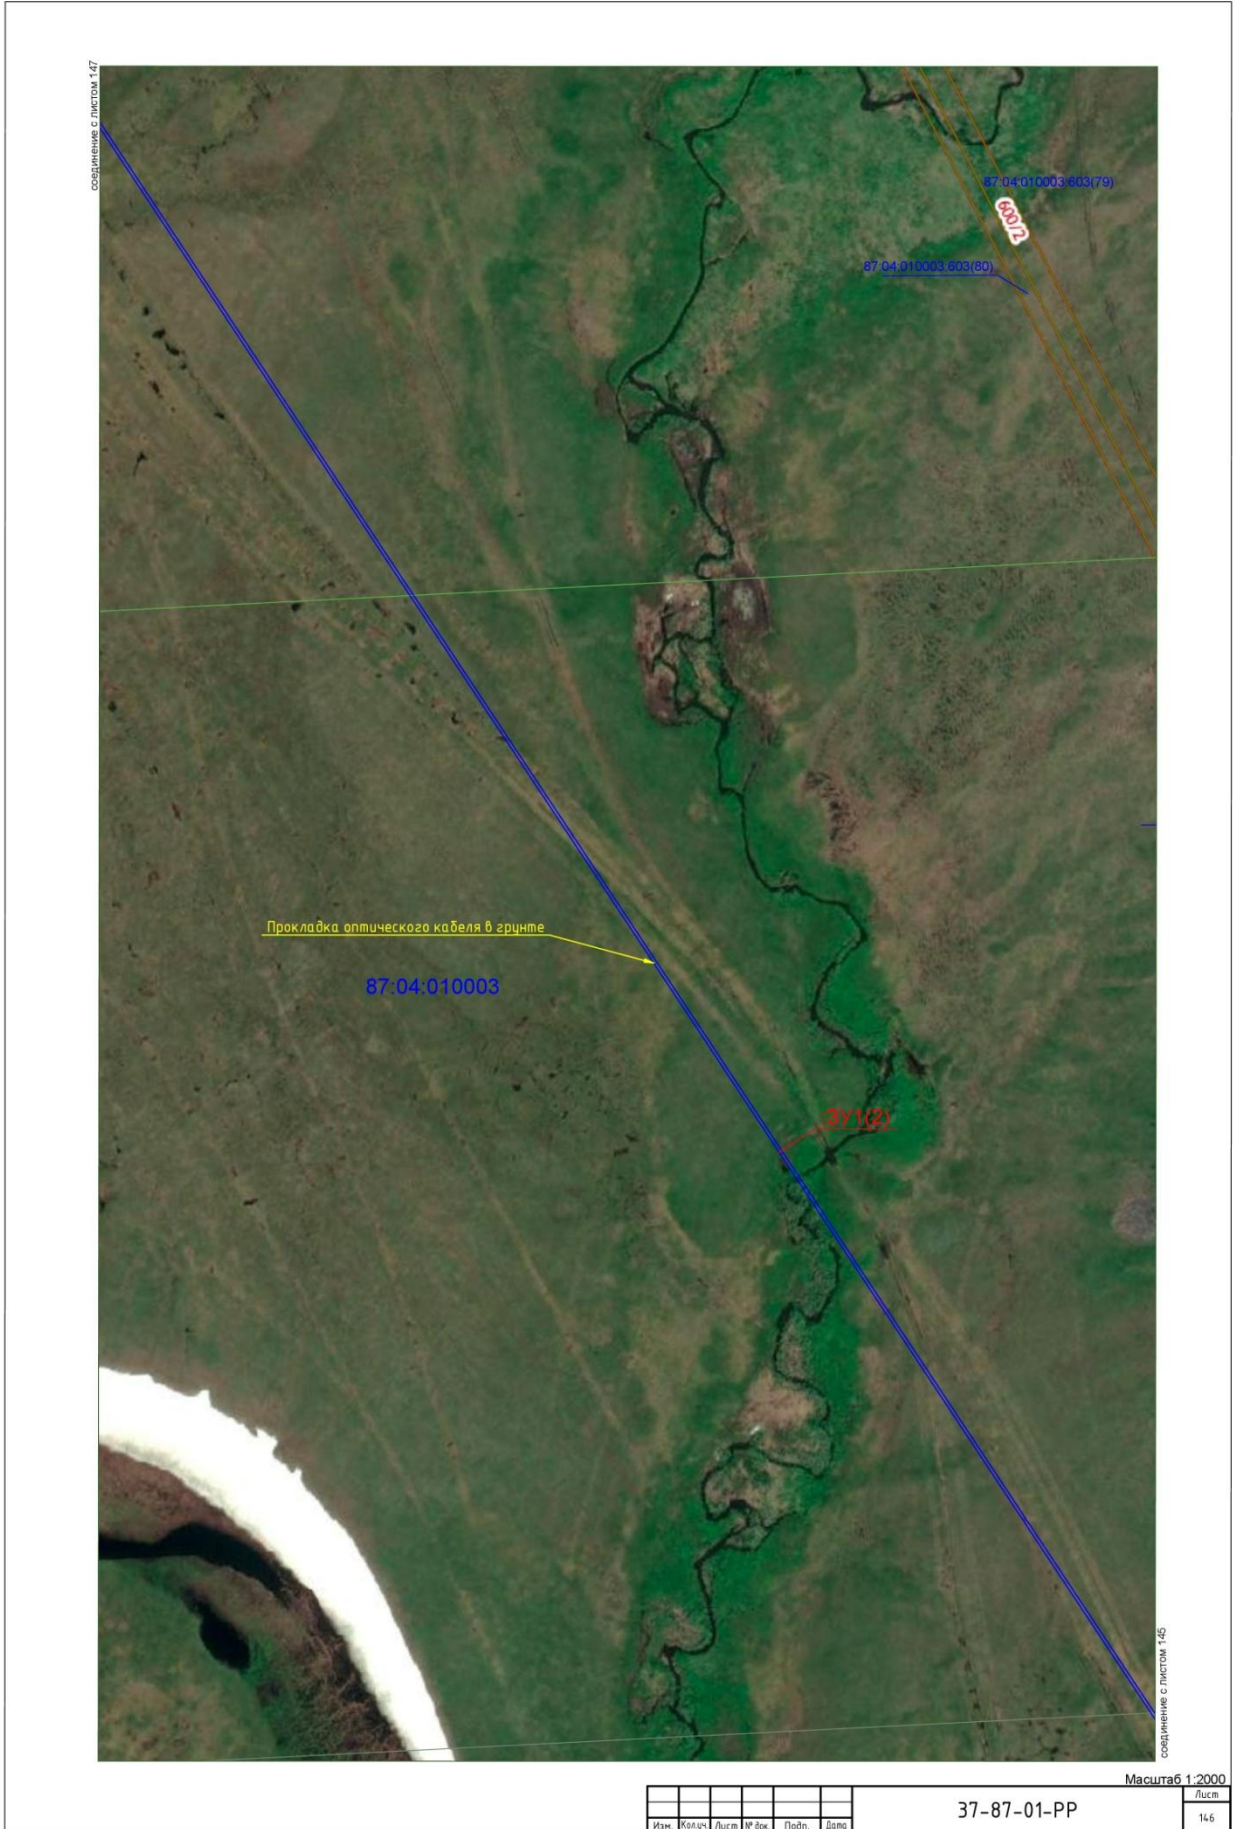 соединение с листом 147
87:04:010003:603(79)
600/2
87:04:010003:603(80)
Прокладка оптического кабеля в грунте
87:04:010003
ЗУ1(2)
соединение с листом 145
Масштаб 1:2000
37-87-01-РР
Лист
146
Изм. Кол.уч. Лист № док. Подп. Дата